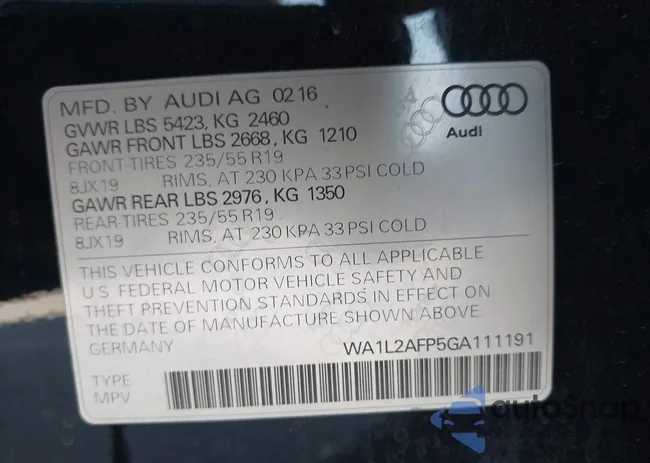 MFD. BY AUDI AG 0216
GVWR LBS 5423, KG 2460
GAWR FRONT LBS 2668, KG 1210
FRONT-TIRES 235/55 R19
8JX19 RIMS, AT 230 KPA 33 PSI COLD
GAWR REAR LBS 2976, KG 1350
REAR-TIRES 235/55 R19
8JX19 RIMS, AT 230 KPA 33 PSI COLD
Audi
THIS VEHICLE CONFORMS TO ALL APPLICABLE
U.S. FEDERAL MOTOR VEHICLE SAFETY AND
THEFT PREVENTION STANDARDS IN EFFECT ON
THE DATE OF MANUFACTURE SHOWN ABOVE.
GERMANY WA1L2AFP5GA111191
TYPE
MPV
autoSnap